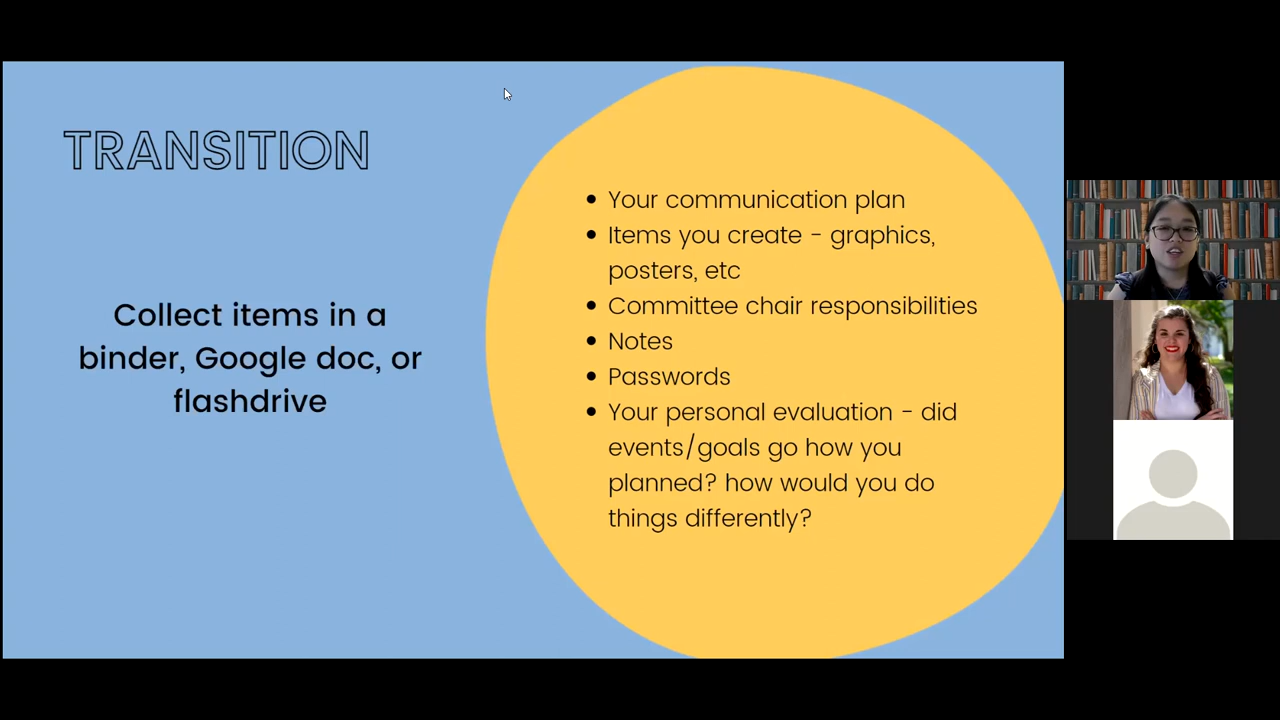 TRANSITION
Collect items in a
binder, Google doc, or
flashdrive
• Your communication plan
• Items you create - graphics,
posters, etc
• Committee chair responsibilities
• Notes
• Passwords
• Your personal evaluation - did
events/goals go how you
planned? how would you do
things differently?